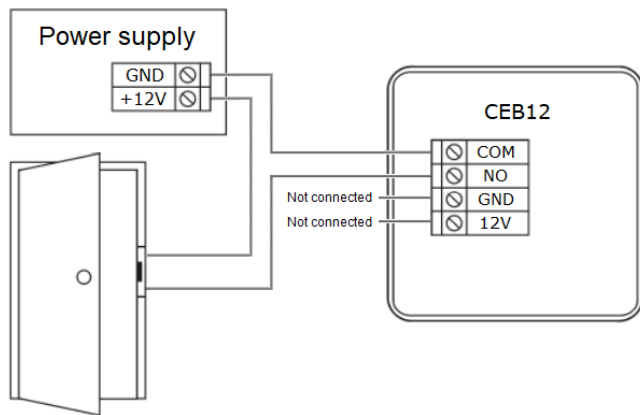 Power supply
GND
+12V
CEB12
COM
NO
Not connected
GND
Not connected
12V